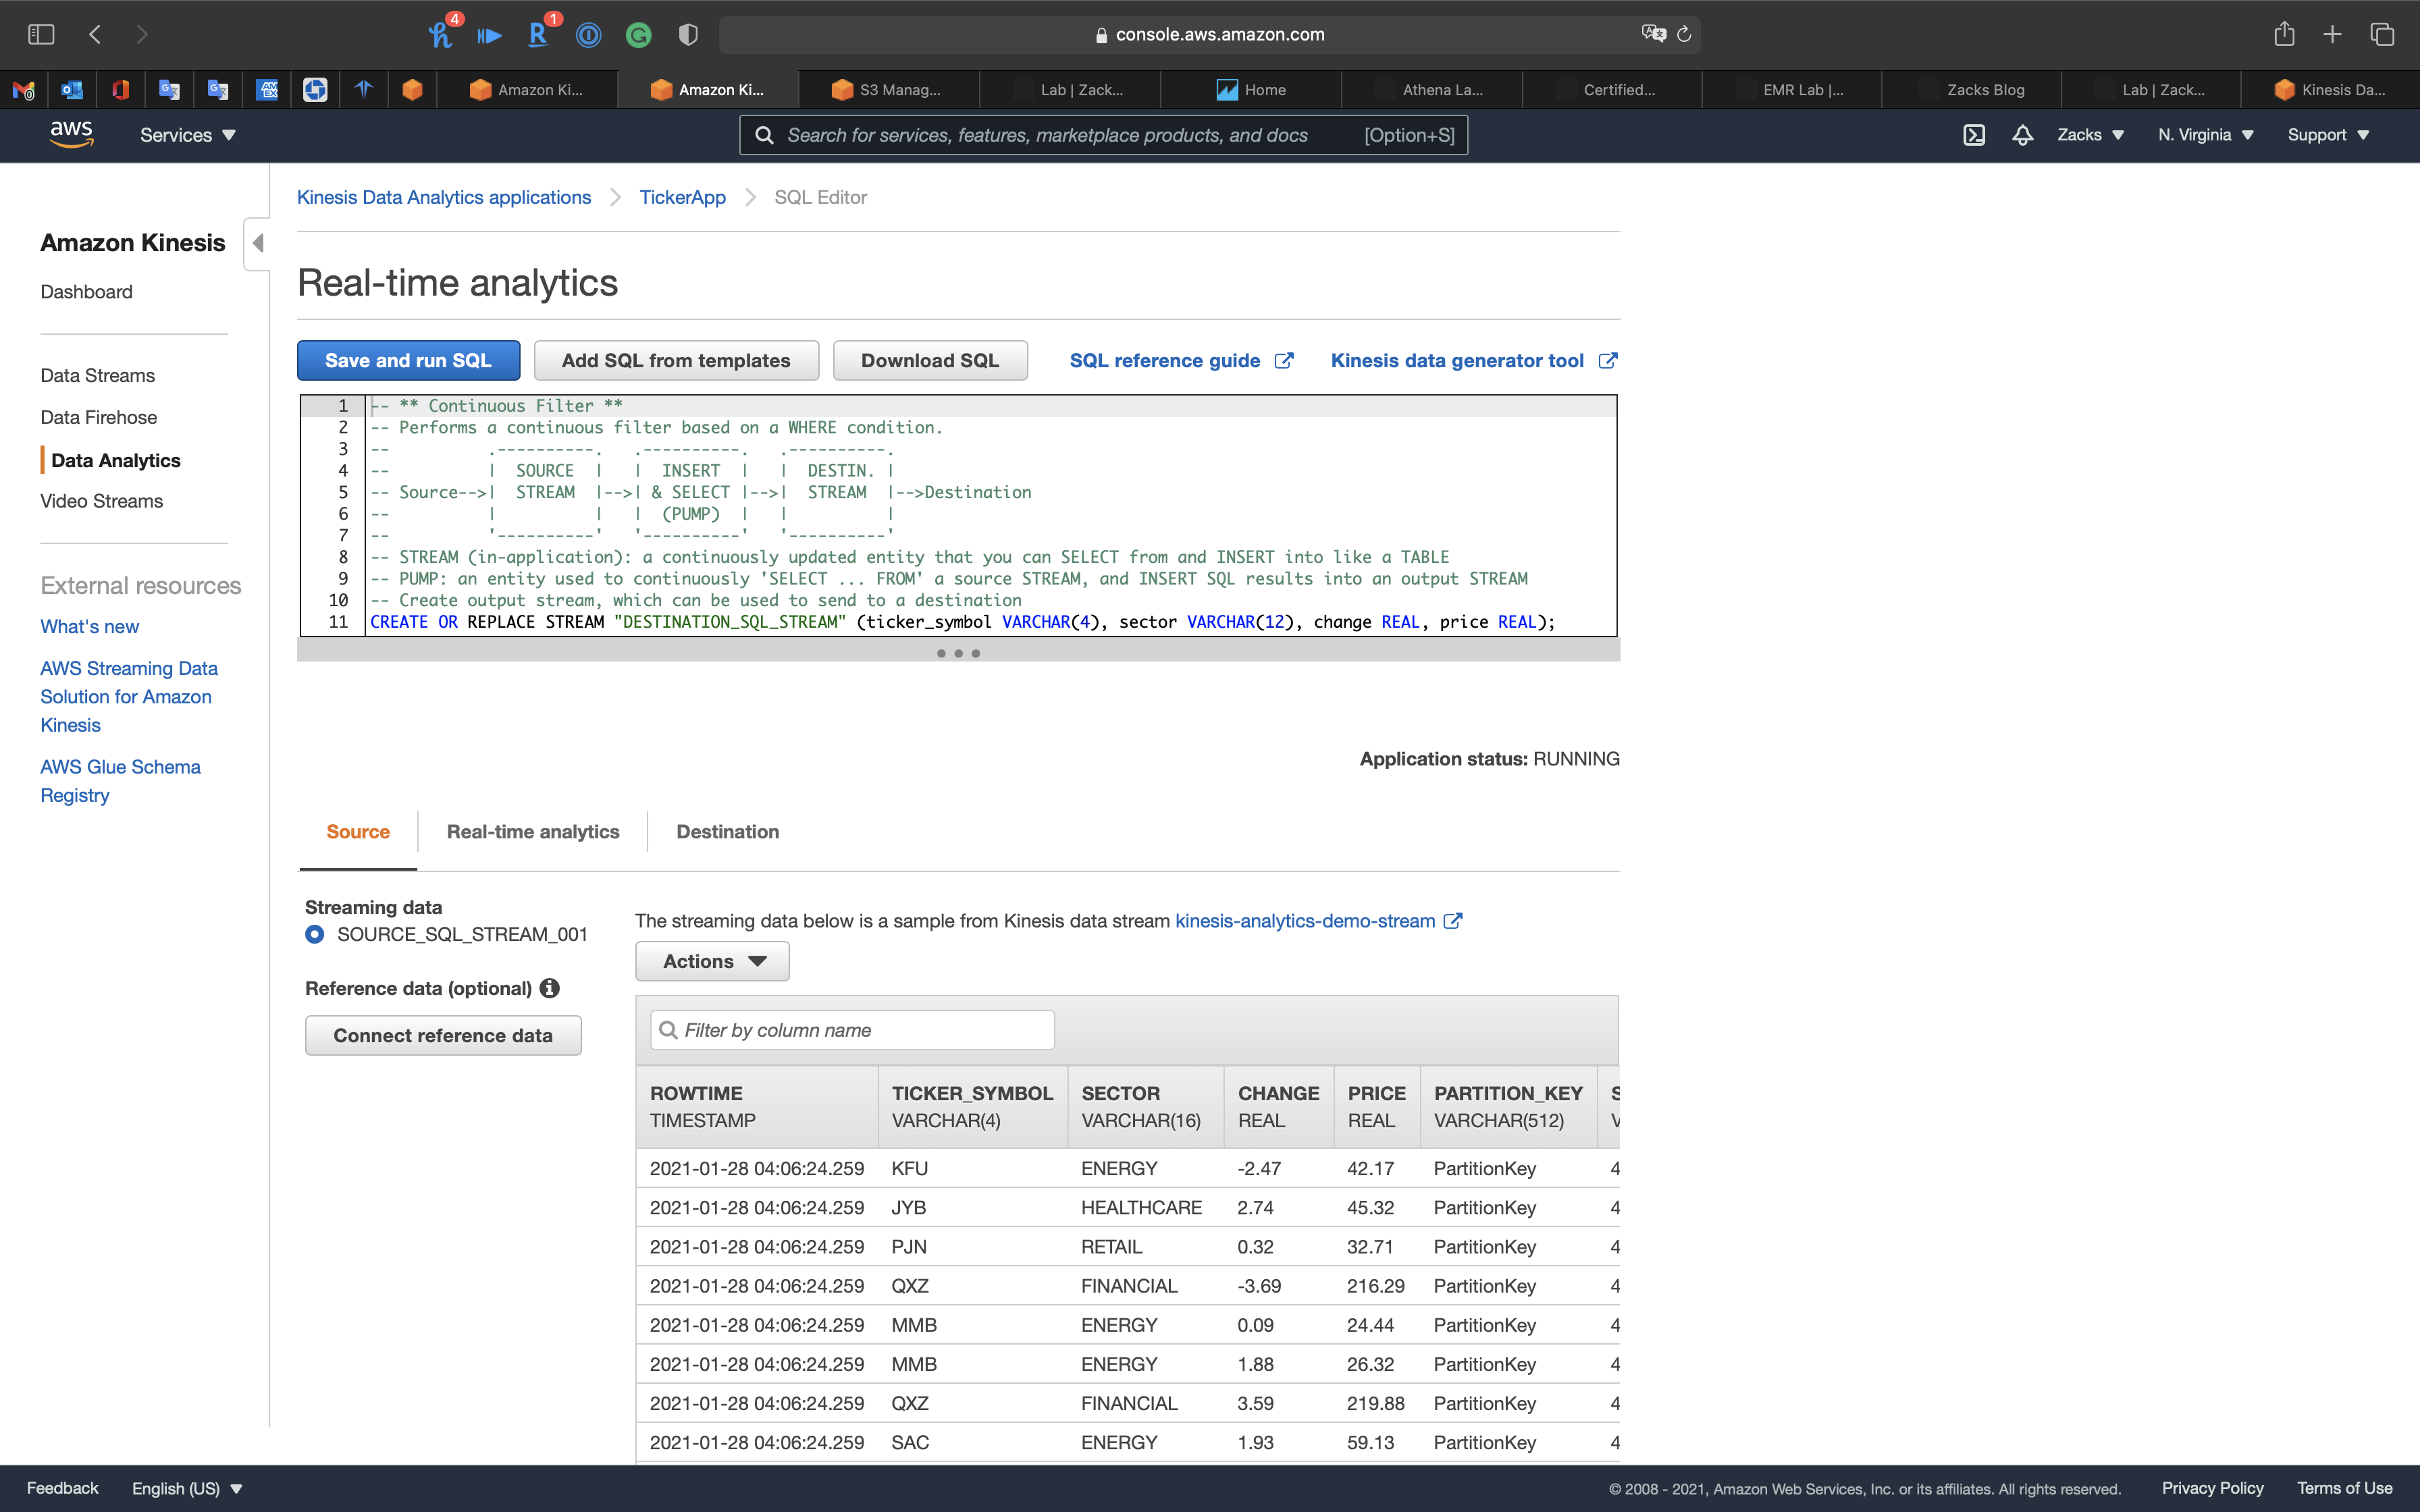 4
1
console.aws.amazon.com
Amazon Ki...
Amazon Ki...
S3 Manag...
Lab | Zack...
Home
Athena La...
Certified...
EMR Lab |...
Zacks Blog
Lab | Zack...
Kinesis Da...
aws
Services
Search for services, features, marketplace products, and docs [Option+S]
Zacks
N. Virginia
Support
Amazon Kinesis
Dashboard
Data Streams
Data Firehose
Data Analytics
Video Streams
External resources
What's new
AWS Streaming Data
Solution for Amazon
Kinesis
AWS Glue Schema
Registry
Kinesis Data Analytics applications > TickerApp > SQL Editor
Real-time analytics
Save and run SQL
Add SQL from templates
Download SQL
SQL reference guide
Kinesis data generator tool
1 -- ** Continuous Filter **
2 -- Performs a continuous filter based on a WHERE condition.
3 --          .----------.   .----------.   .----------.
4 --          |  SOURCE  |   |  INSERT  |   |  DESTIN. |
5 -- Source-->|  STREAM  |-->| & SELECT |-->|  STREAM  |-->Destination
6 --          |          |   |  (PUMP)  |   |          |
7 --          '----------'   '----------'   '----------'
8 -- STREAM (in-application): a continuously updated entity that you can SELECT from and INSERT into like a TABLE
9 -- PUMP: an entity used to continuously 'SELECT ... FROM' a source STREAM, and INSERT SQL results into an output STREAM
10 -- Create output stream, which can be used to send to a destination
11 CREATE OR REPLACE STREAM "DESTINATION_SQL_STREAM" (ticker_symbol VARCHAR(4), sector VARCHAR(12), change REAL, price REAL);
Application status: RUNNING
Source
Real-time analytics
Destination
Streaming data
SOURCE_SQL_STREAM_001
Reference data (optional)
Connect reference data
The streaming data below is a sample from Kinesis data stream kinesis-analytics-demo-stream
Actions
Filter by column name
ROWTIME TICKER_SYMBOL SECTOR CHANGE PRICE PARTITION_KEY
TIMESTAMP VARCHAR(4) VARCHAR(16) REAL REAL VARCHAR(512)
2021-01-28 04:06:24.259 KFU ENERGY -2.47 42.17 PartitionKey 4
2021-01-28 04:06:24.259 JYB HEALTHCARE 2.74 45.32 PartitionKey 4
2021-01-28 04:06:24.259 PJN RETAIL 0.32 32.71 PartitionKey 4
2021-01-28 04:06:24.259 QXZ FINANCIAL -3.69 216.29 PartitionKey 4
2021-01-28 04:06:24.259 MMB ENERGY 0.09 24.44 PartitionKey 4
2021-01-28 04:06:24.259 MMB ENERGY 1.88 26.32 PartitionKey 4
2021-01-28 04:06:24.259 QXZ FINANCIAL 3.59 219.88 PartitionKey 4
2021-01-28 04:06:24.259 SAC ENERGY 1.93 59.13 PartitionKey 4
Feedback
English (US)
© 2008 - 2021, Amazon Web Services, Inc. or its affiliates. All rights reserved.
Privacy Policy
Terms of Use